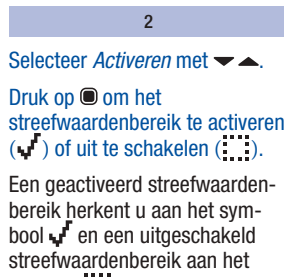 2
Selecteer Activeren met ▼▲.
Druk op ▣ om het
streefwaardenbereik te activeren
(✔) of uit te schakelen (⬚).
Een geactiveerd streefwaarden-
bereik herkent u aan het sym-
bool ✔ en een uitgeschakeld
streefwaardenbereik aan het